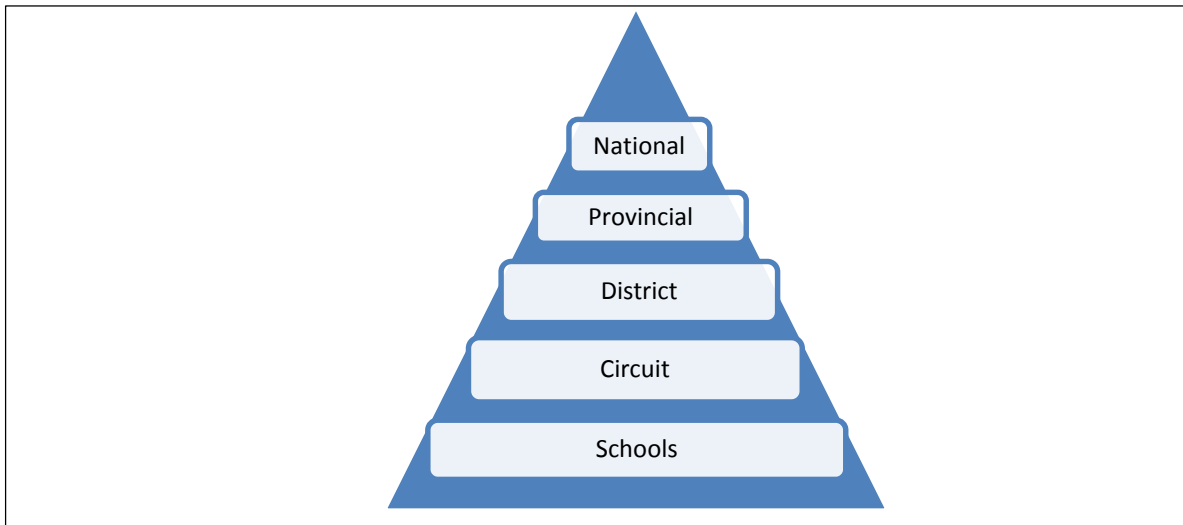 National
Provincial
District
Circuit
Schools